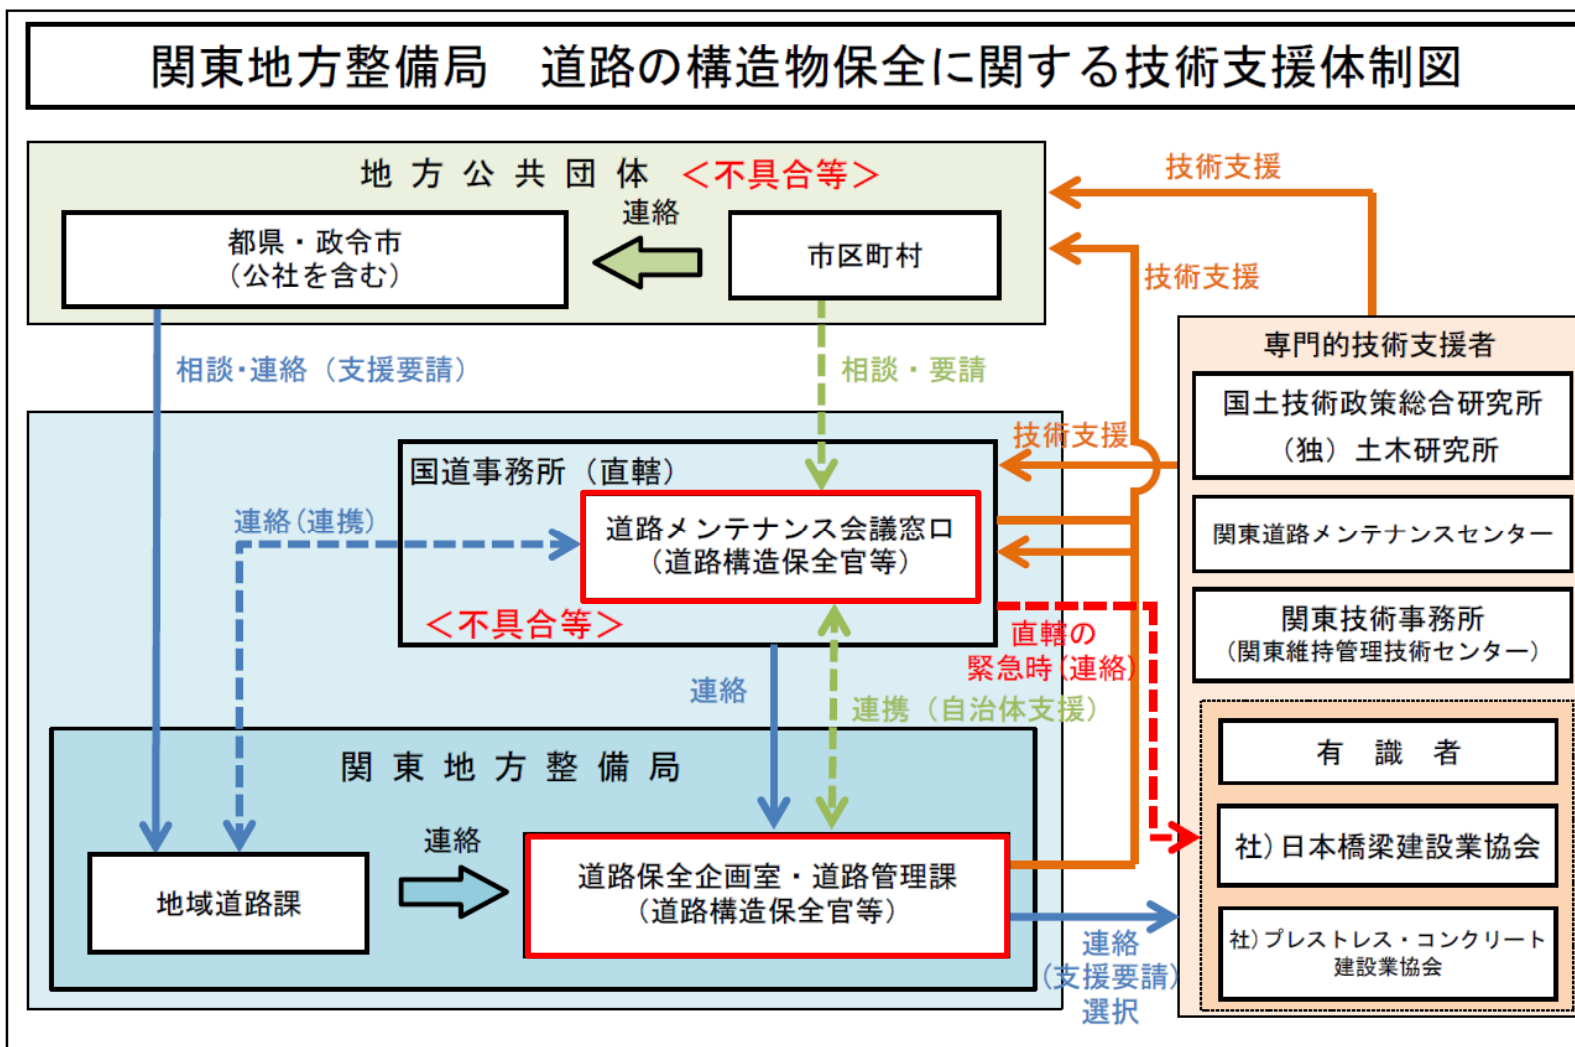 関東地方整備局　道路の構造物保全に関する技術支援体制図
地方公共団体 ＜不具合等＞
連絡
都県・政令市
（公社を含む）
市区町村
技術支援
技術支援
相談・連絡（支援要請）
相談・要請
専門的技術支援者
国土技術政策総合研究所
（独）土木研究所
関東道路メンテナンスセンター
関東技術事務所
（関東維持管理技術センター）
有　識　者
社）日本橋梁建設業協会
社）プレストレス・コンクリート
建設業協会
技術支援
国道事務所（直轄）
道路メンテナンス会議窓口
（道路構造保全官等）
連絡（連携）
＜不具合等＞
直轄の
緊急時（連絡）
連絡
連携（自治体支援）
関東地方整備局
連絡
地域道路課
道路保全企画室・道路管理課
（道路構造保全官等）
連絡
（支援要請）
選択